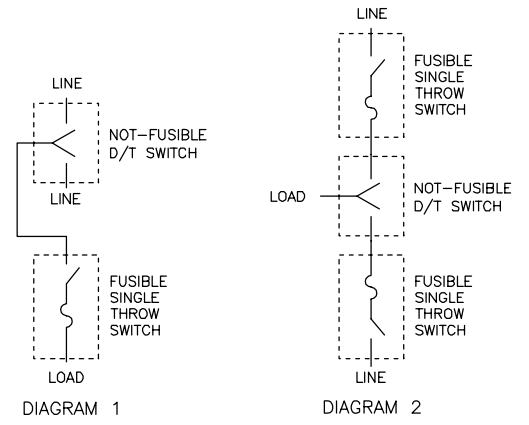 LINE
NOT-FUSIBLE
D/T SWITCH
LINE
FUSIBLE
SINGLE
THROW
SWITCH
LOAD
DIAGRAM 1
LINE
FUSIBLE
SINGLE
THROW
SWITCH
LOAD
NOT-FUSIBLE
D/T SWITCH
FUSIBLE
SINGLE
THROW
SWITCH
LINE
DIAGRAM 2